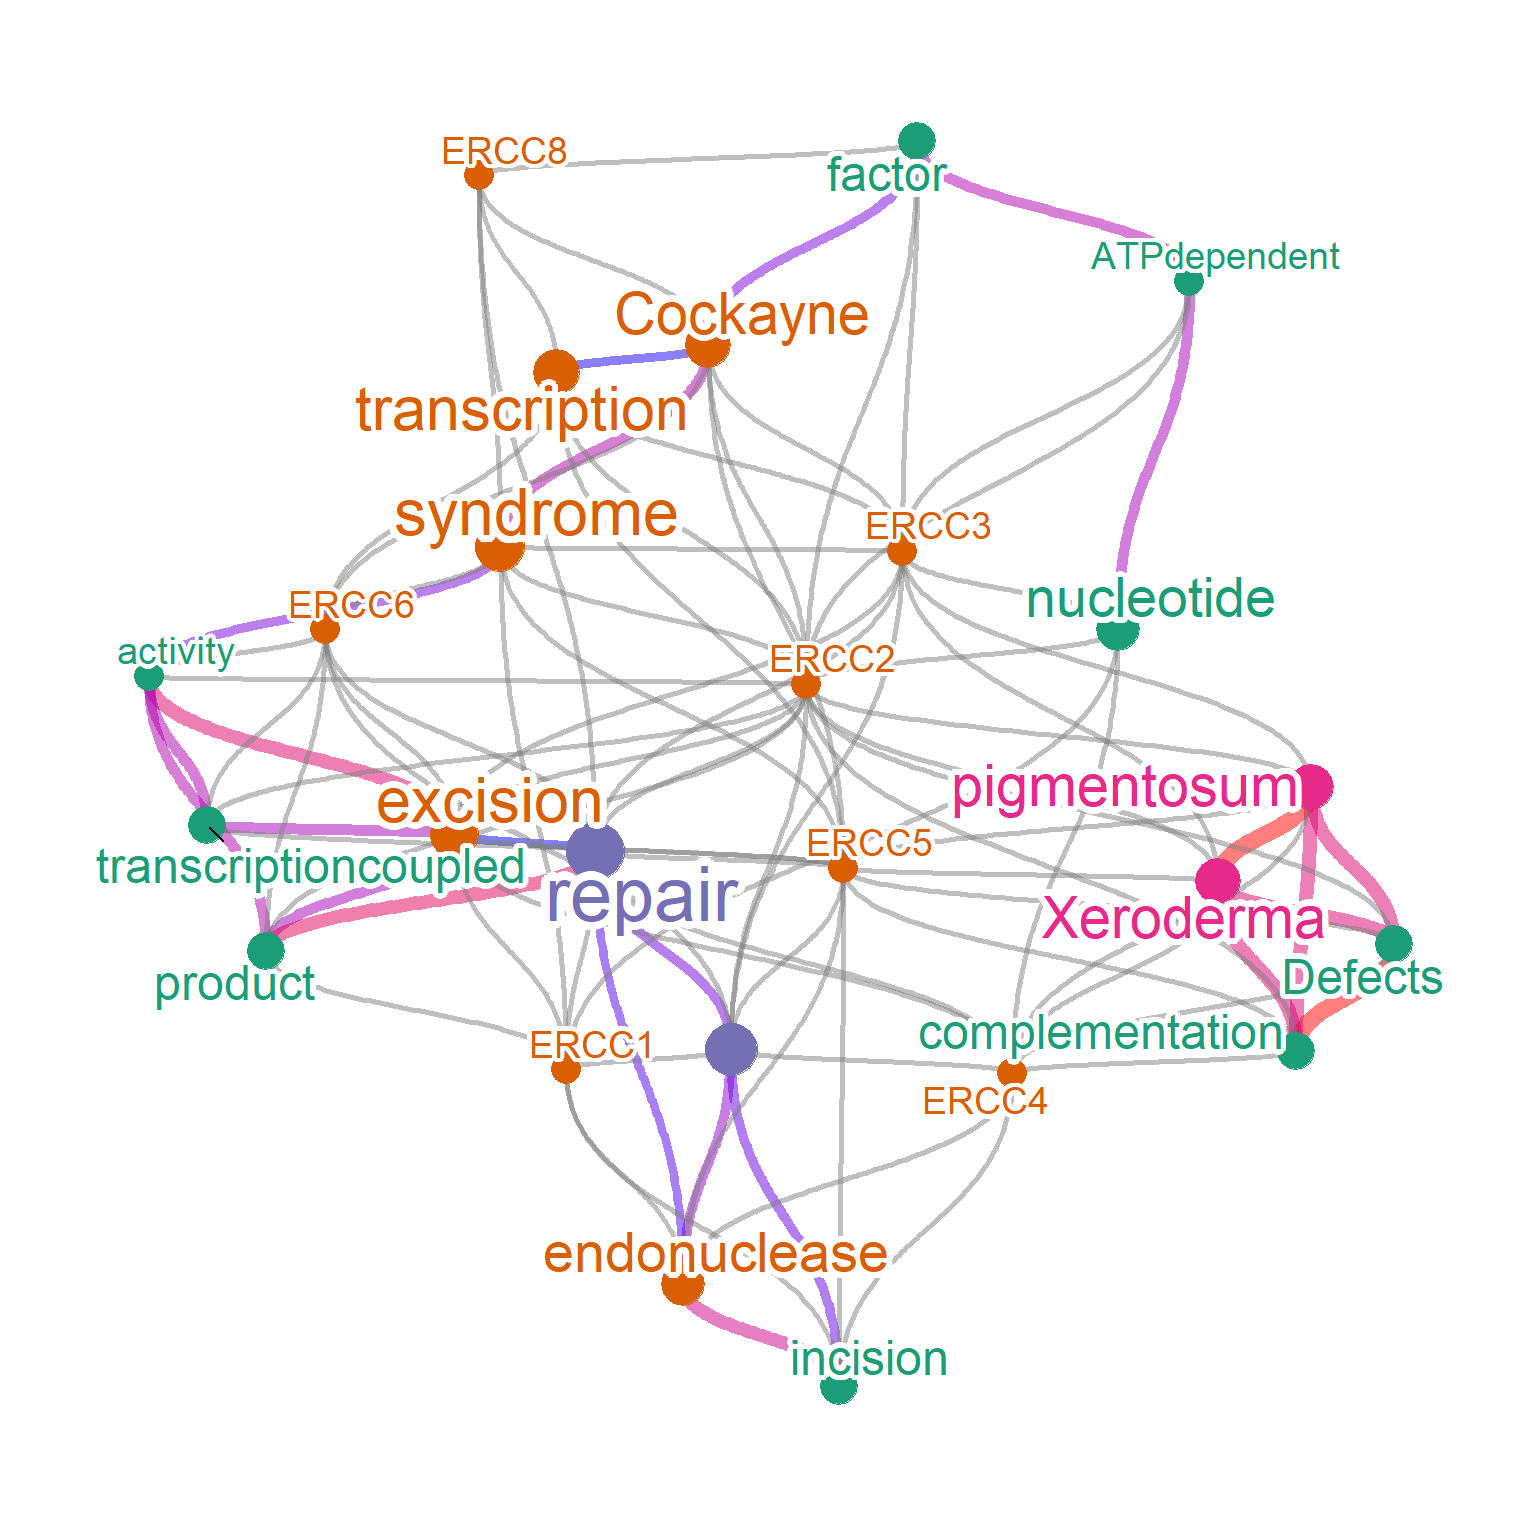 ERCC8
factor
ATPdependent
Cockayne
transcription
syndrome
ERCC3
nucleotide
ERCC6
activity
ERCC2
pigmentosum
excision
ERCC5
transcriptioncoupled
repair
Xeroderma
product
Defects
complementation
ERCC1
ERCC4
endonuclease
incision